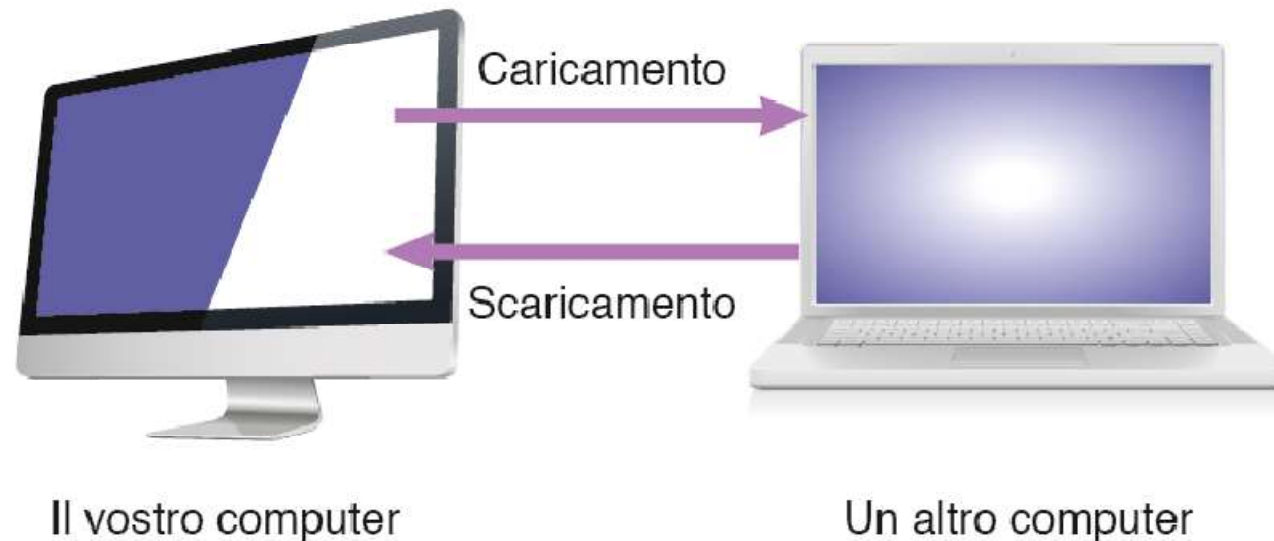 Caricamento
Scaricamento
Il vostro computer
Un altro computer